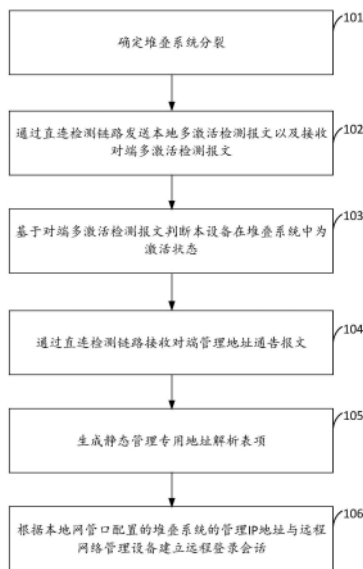 101
确定堆叠系统分裂
102
通过直连检测链路发送本地多激活检测报文以及接收
对端多激活检测报文
103
基于对端多激活检测报文判断本设备在堆叠系统中为
激活状态
104
通过直连检测链路接收对端管理地址通告报文
105
生成静态管理专用地址解析表项
106
根据本地网管口配置的堆叠系统的管理IP地址与远程
网络管理设备建立远程登录会话